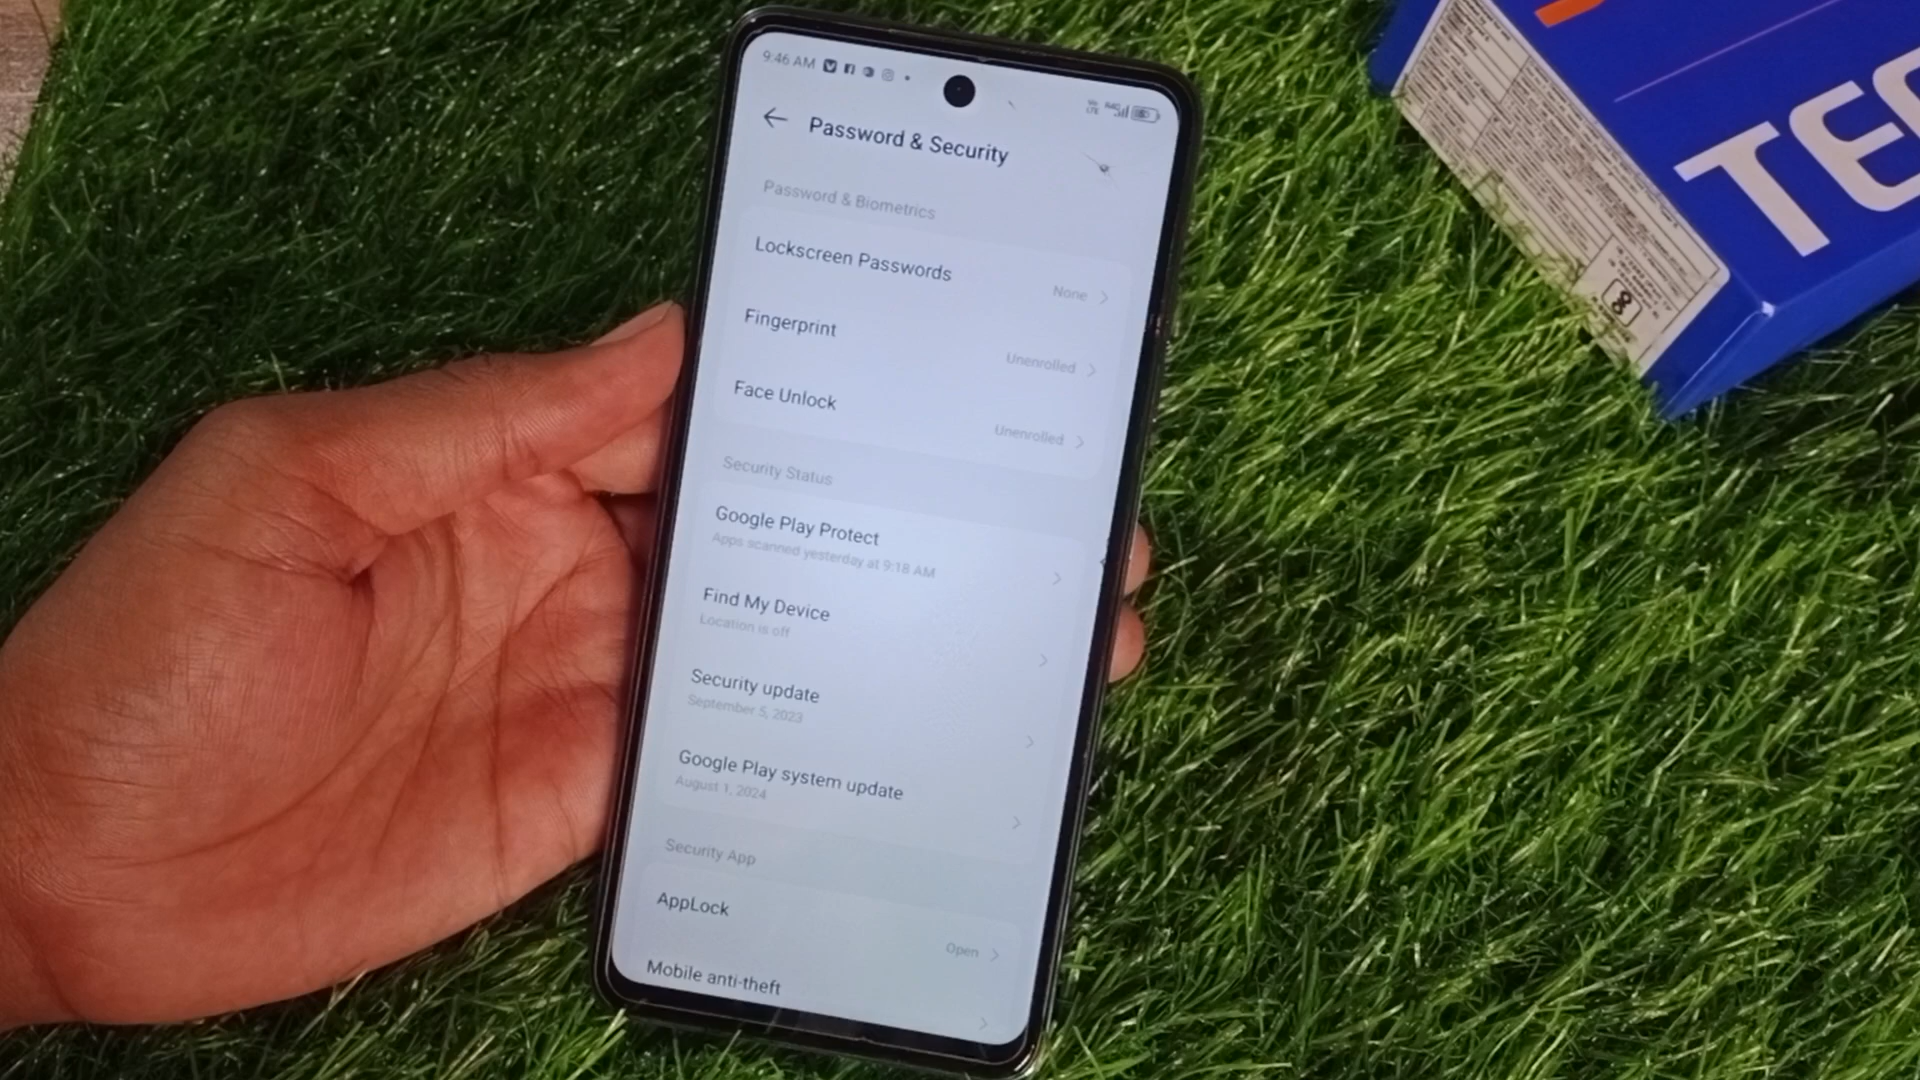 9:46 AM
Password & Security
Password & Biometrics
Lockscreen Passwords
None
Fingerprint
Unenrolled
Face Unlock
Unenrolled
Security Status
Google Play Protect
Apps scanned yesterday at 9:18 AM
Find My Device
Location is off
Security update
September 5, 2023
Google Play system update
August 1, 2024
Security App
AppLock
Open
Mobile anti-theft
TEC